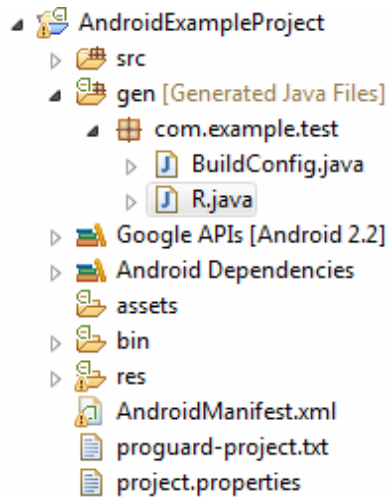 AndroidExampleProject
src
gen [Generated Java Files]
com.example.test
BuildConfig.java
R.java
Google APIs [Android 2.2]
Android Dependencies
assets
bin
res
AndroidManifest.xml
proguard-project.txt
project.properties